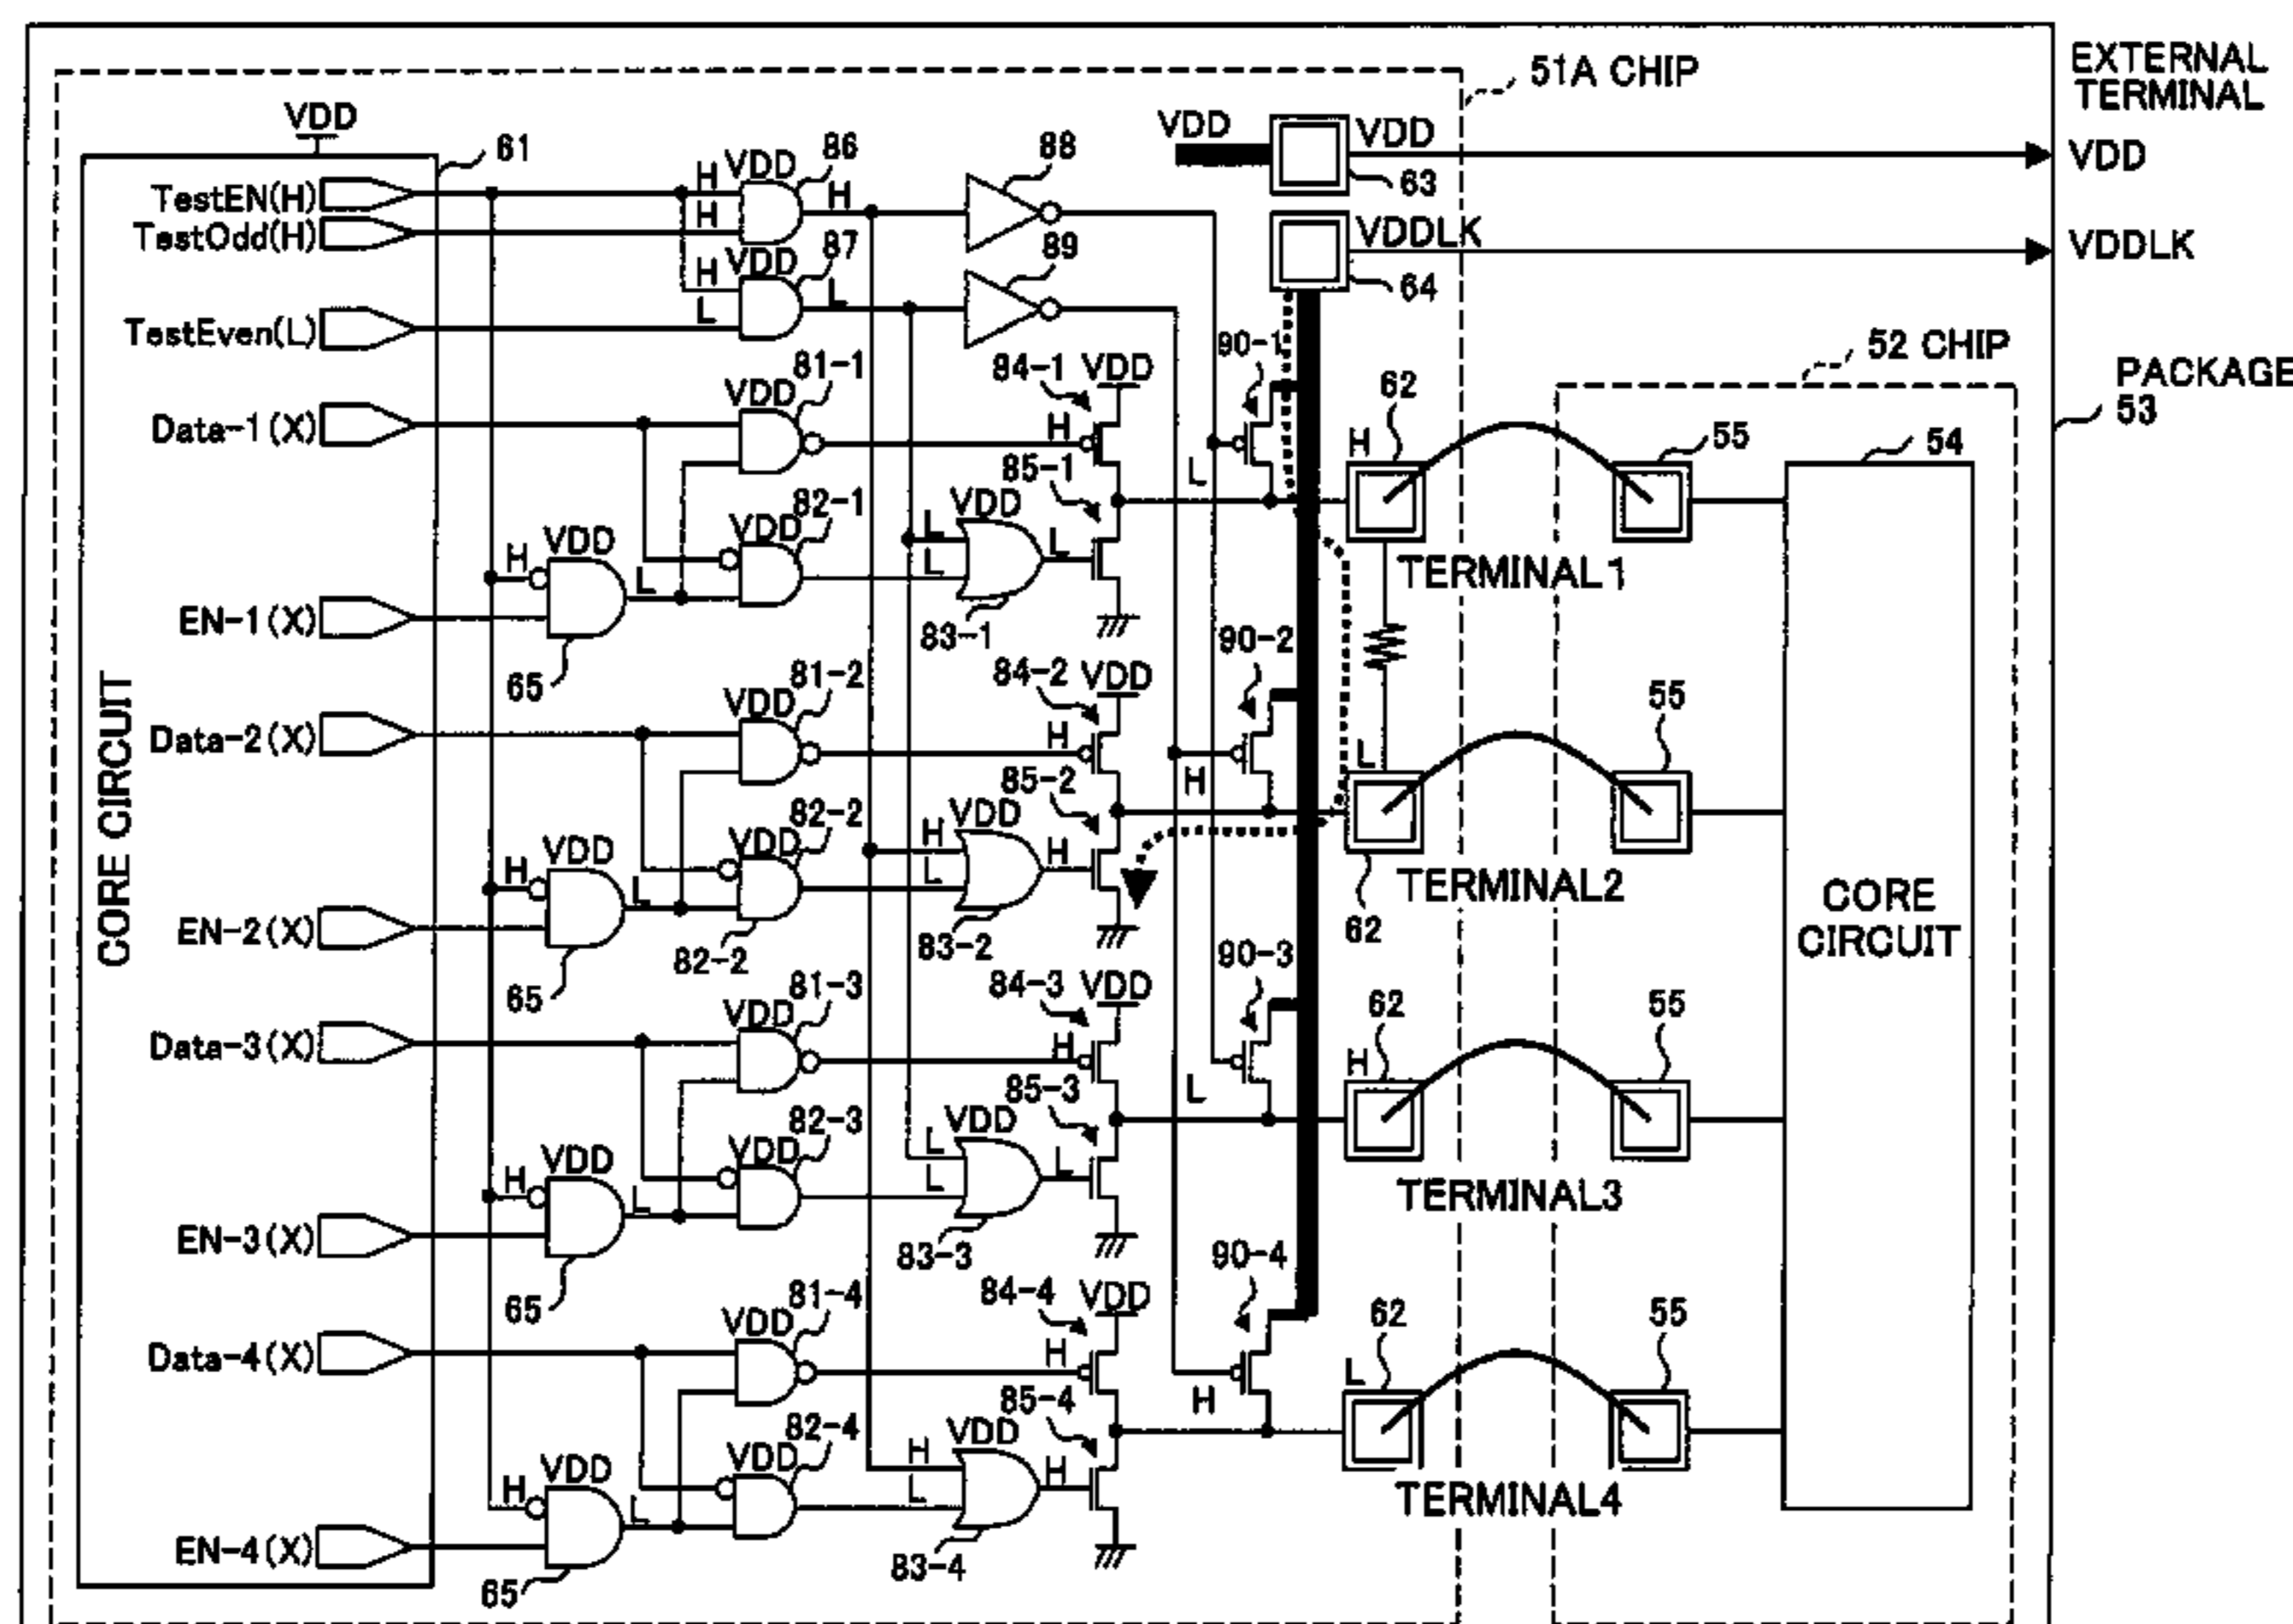 EXTERNAL
TERMINAL
51A CHIP
VDD
61
VDD
86
88
VDD
VDD
VDD
63
TestEN(H)
H
H
H
TestOdd(H)
87
89
VDDLK
VDDLK
64
VDD
H
L
L
TestEven(L)
81-1
84-1
VDD
90-1
52 CHIP
PACKAGE
53
VDD
62
Data-1(X)
H
H
55
54
85-1
L
82-1
VDD
VDD
L
L
L
TERMINAL1
VDD
H
L
EN-1(X)
83-1
90-2
65
81-2
84-2
VDD
55
VDD
Data-2(X)
H
L
85-2
H
82-2
VDD
VDD
H
L
H
TERMINAL2
VDD
H
L
EN-2(X)
82-2
83-2
62
CORE
CIRCUIT
90-3
65
81-3
84-3
VDD
62
55
VDD
Data-3(X)
H
H
85-3
L
82-3
VDD
VDD
L
L
L
TERMINAL3
VDD
H
L
EN-3(X)
83-3
90-4
65
81-4
84-4
VDD
62
55
VDD
Data-4(X)
H
L
85-4
H
82-4
VDD
VDD
H
L
H
TERMINAL4
VDD
H
L
EN-4(X)
83-4
65
CORE CIRCUIT